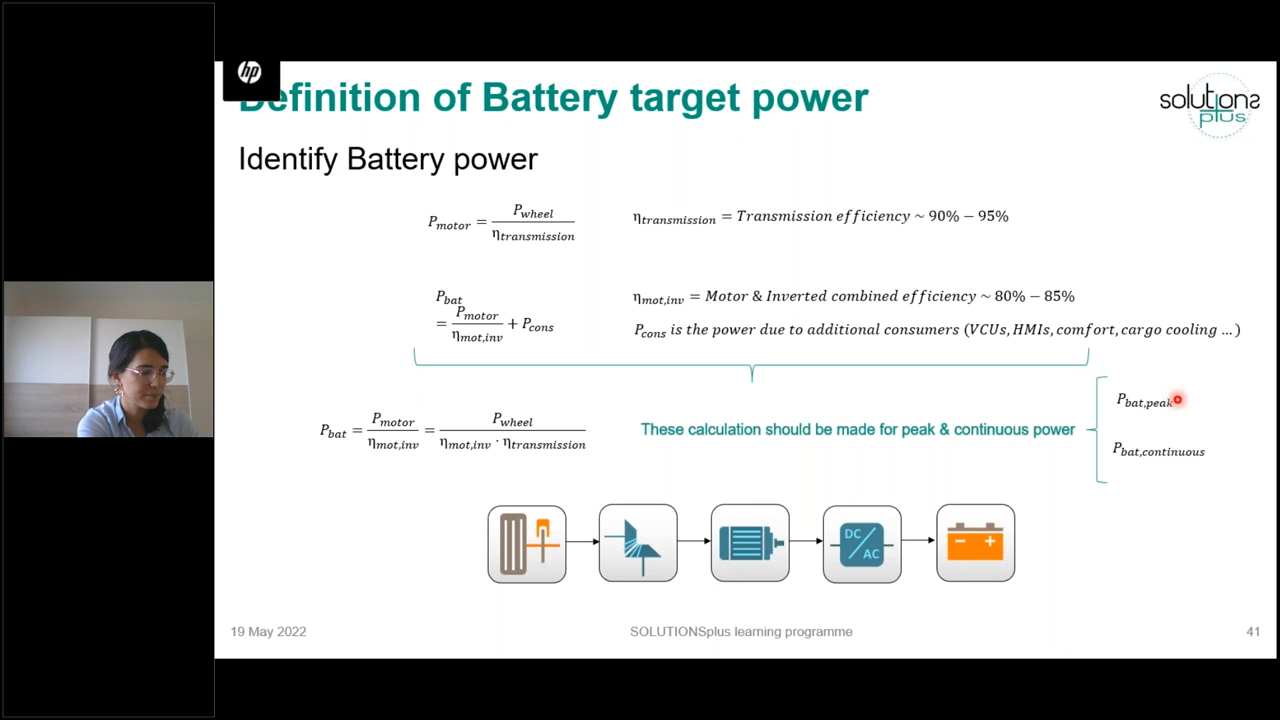 hp
Definition of Battery target power
solutions
plus
Identify Battery power
P_motor = P_wheel / η_transmission
η_transmission = Transmission efficiency ~ 90% − 95%
P_bat
= P_motor / η_mot,inv + P_cons
η_mot,inv = Motor & Inverted combined efficiency ~ 80% − 85%
P_cons is the power due to additional consumers (VCUs, HMIs, comfort, cargo cooling ...)
P_bat,peak
P_bat = P_motor / η_mot,inv = P_wheel / η_mot,inv · η_transmission
These calculation should be made for peak & continuous power
P_bat,continuous
DC
AC
− +
19 May 2022
SOLUTIONSplus learning programme
41